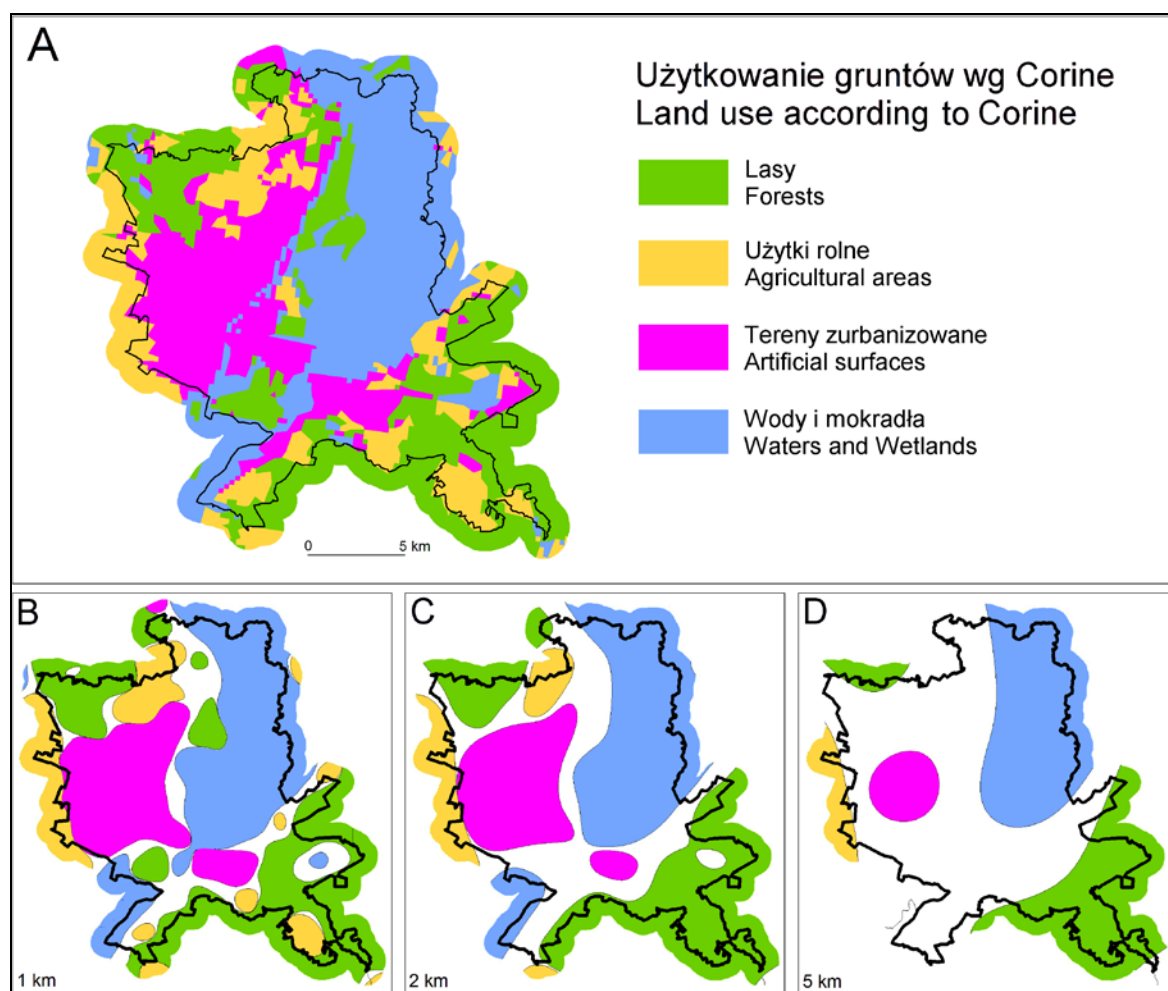 A
Użytkowanie gruntów wg Corine
Land use according to Corine
Lasy
Forests
Użytki rolne
Agricultural areas
Tereny zurbanizowane
Artificial surfaces
Wody i mokradła
Waters and Wetlands
0 5 km
B
1 km
C
2 km
D
5 km